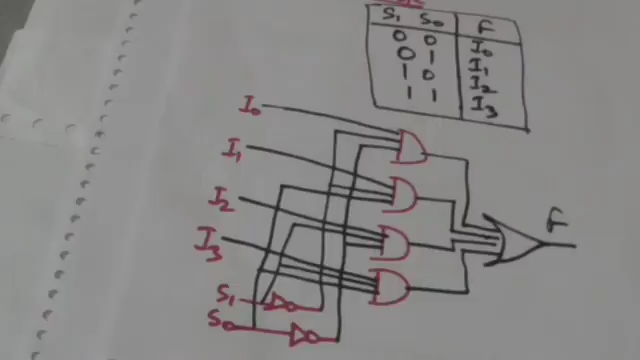 S₁ S₀ F
0 0 I₀
0 1 I₁
1 0 I₂
1 1 I₃
I₀
I₁
I₂
I₃
S₁
S₀
F